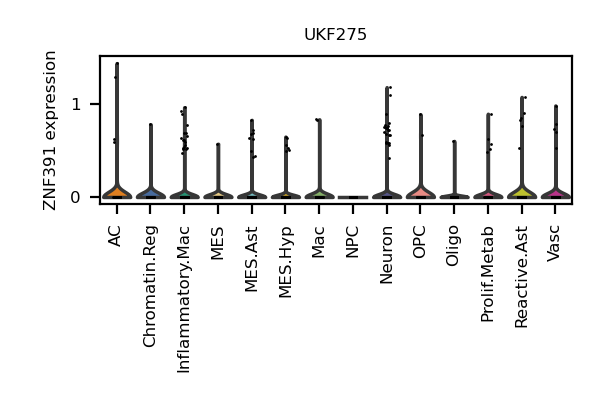 UKF275
ZNF391 expression
1
0
AC
Chromatin.Reg
Inflammatory.Mac
MES
MES.Ast
MES.Hyp
Mac
NPC
Neuron
OPC
Oligo
Prolif.Metab
Reactive.Ast
Vasc